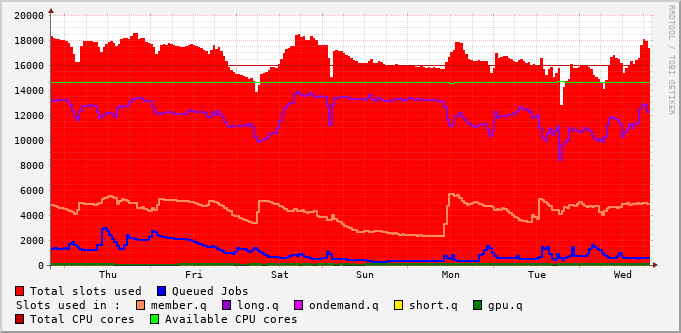 20000
18000
16000
14000
12000
10000
8000
6000
4000
2000
0
Thu Fri Sat Sun Mon Tue Wed
RRDTOOL / TOBI OETIKER
Total slots used Queued Jobs
Slots used in : member.q long.q ondemand.q short.q gpu.q
Total CPU cores Available CPU cores